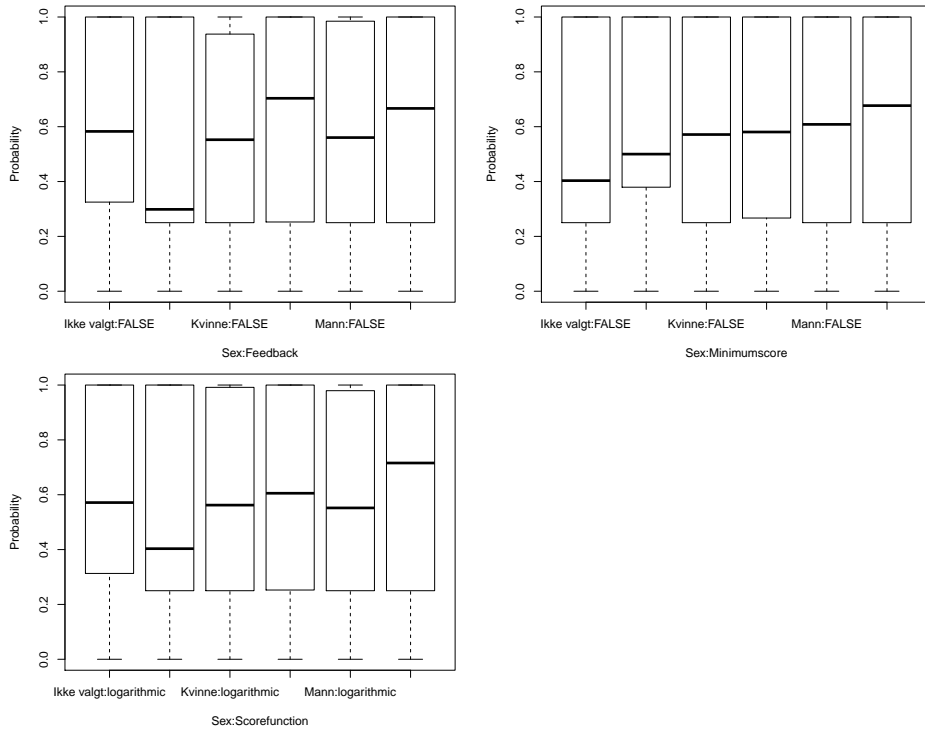 Probability
1.0
0.8
0.6
0.4
0.2
0.0
Ikke valgt:FALSE Kvinne:FALSE Mann:FALSE
Sex:Feedback
Probability
1.0
0.8
0.6
0.4
0.2
0.0
Ikke valgt:FALSE Kvinne:FALSE Mann:FALSE
Sex:Minimumscore
Probability
1.0
0.8
0.6
0.4
0.2
0.0
Ikke valgt:logarithmic Kvinne:logarithmic Mann:logarithmic
Sex:Scorefunction